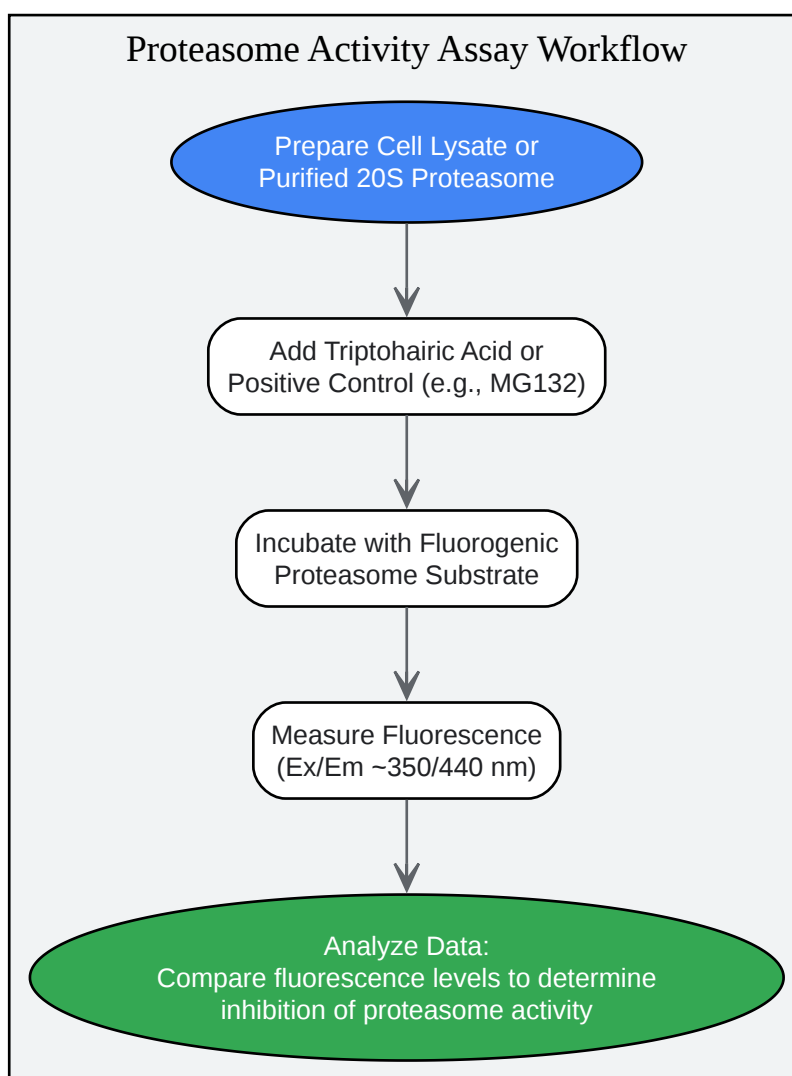 Proteasome Activity Assay Workflow
Prepare Cell Lysate or
Purified 20S Proteasome
Add Triptohairic Acid or
Positive Control (e.g., MG132)
Incubate with Fluorogenic
Proteasome Substrate
Measure Fluorescence
(Ex/Em ~350/440 nm)
Analyze Data:
Compare fluorescence levels to determine
inhibition of proteasome activity